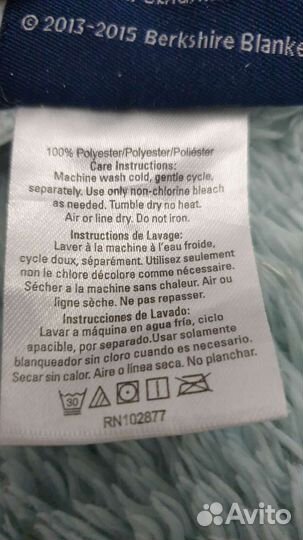 © 2013-2015 Berkshire Blanke
100% Polyester/Polyester/Poliéster
Care Instructions:
Machine wash cold, gentle cycle,
separately. Use only non-chlorine bleach
as needed. Tumble dry no heat.
Air or line dry. Do not iron.
Instructions de Lavage:
Laver à la machine à l'eau froide,
cycle doux, séparément. Utilisez seulement
non le chlore décolore comme nécessaire.
Sécher a la machine sans chaleur. Air ou
ligne sèche. Ne pas repasser.
Instrucciones de Lavado:
Lavar a máquina en agua fría, ciclo
apacible, por separado.Usar solamente
blanqueador sin cloro cuando es necesario.
Secar sin calor. Aire o línea seca. No planchar.
30
RN102877
Avito